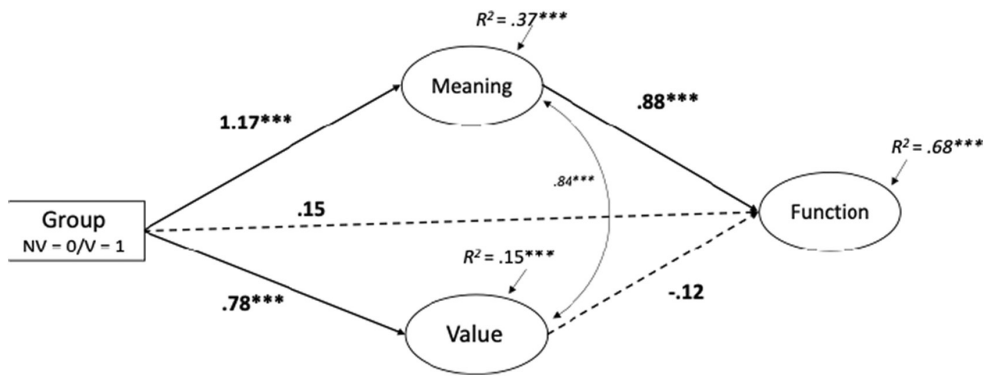 R² = .37***
Meaning
1.17***
.88***
R² = .68***
.84***
Group
NV = 0/V = 1
.15
Function
R² = .15***
.78***
-.12
Value